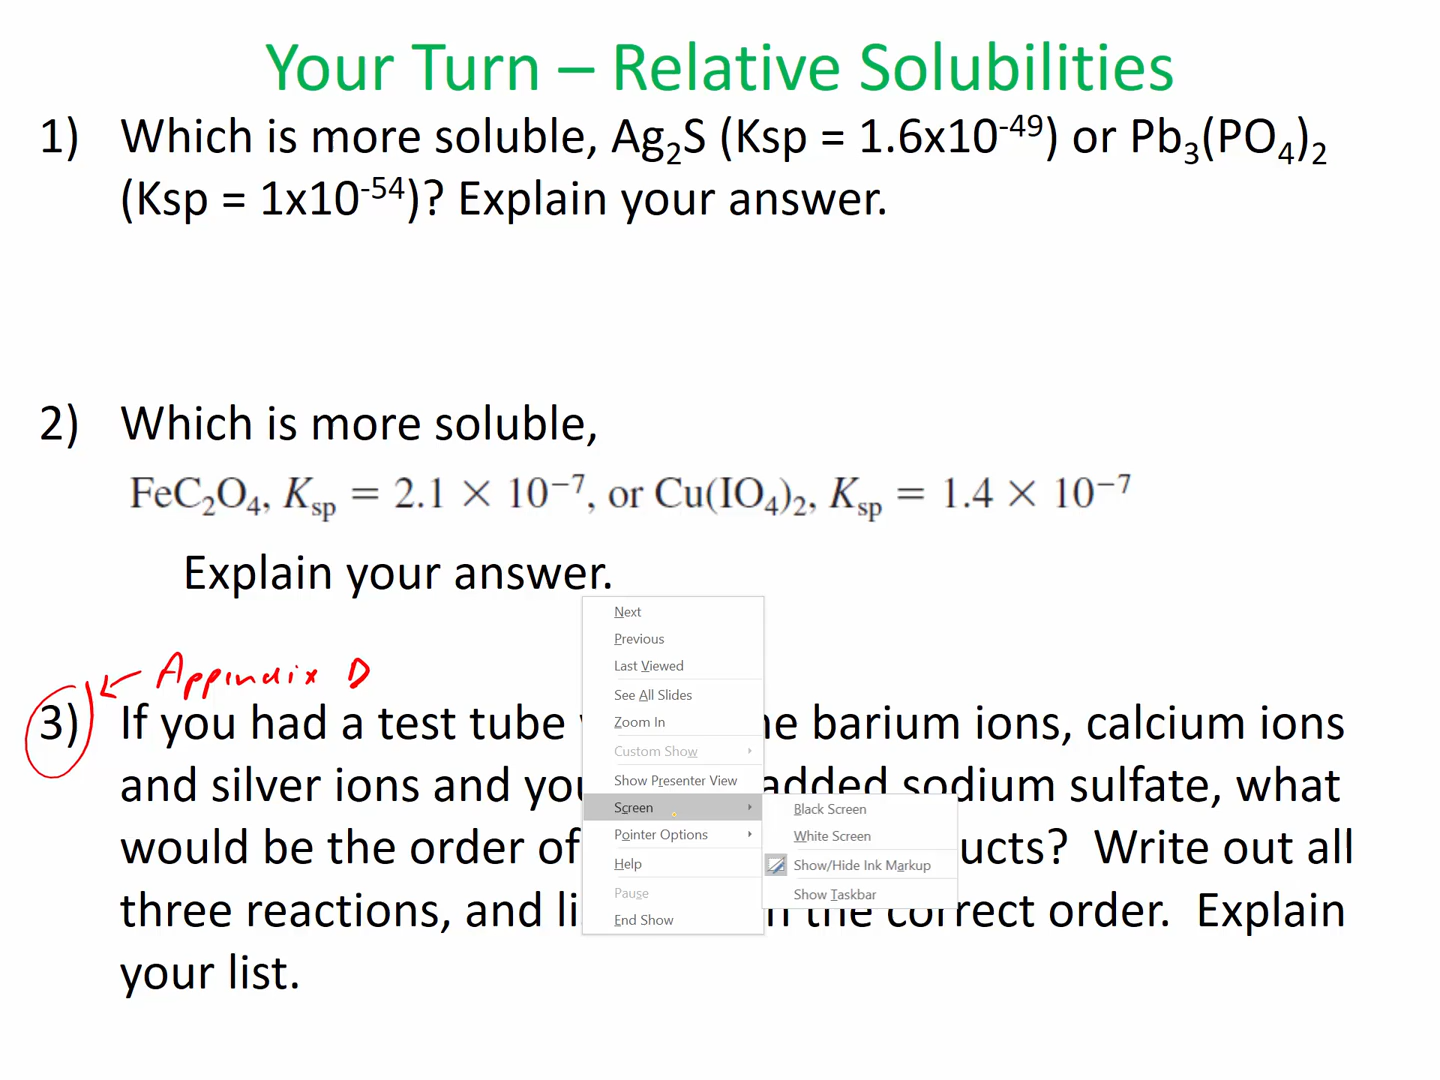 Your Turn – Relative Solubilities
1) Which is more soluble, Ag₂S (Ksp = 1.6x10⁻⁴⁹) or Pb₃(PO₄)₂
(Ksp = 1x10⁻⁵⁴)? Explain your answer.
2) Which is more soluble,
FeC₂O₄, Kₛₚ = 2.1 × 10⁻⁷, or Cu(IO₄)₂, Kₛₚ = 1.4 × 10⁻⁷
Explain your answer.
Appindix D
3) If you had a test tube ne barium ions, calcium ions
and silver ions and you added sodium sulfate, what
would be the order of ucts? Write out all
three reactions, and li n the correct order. Explain
your list.
Next
Previous
Last Viewed
See All Slides
Zoom In
Custom Show
Show Presenter View
Screen
Pointer Options
Help
Pause
End Show
Black Screen
White Screen
Show/Hide Ink Markup
Show Taskbar